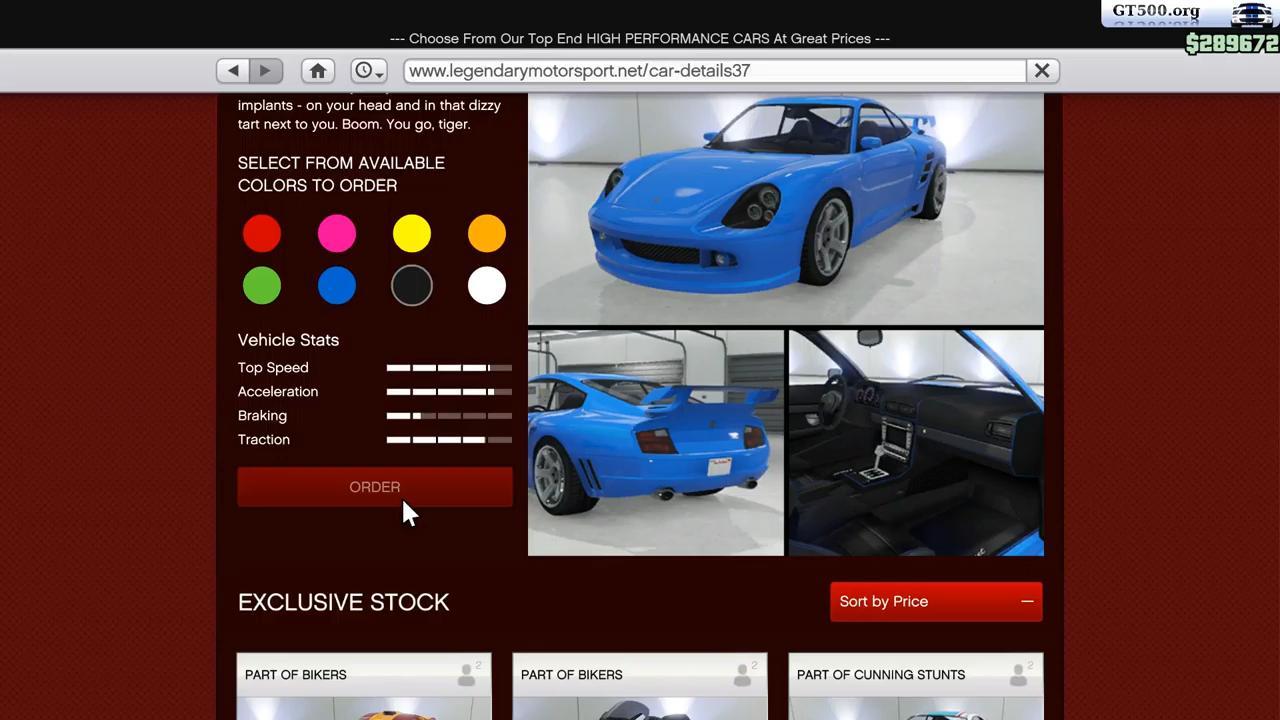 GT500.org
--- Choose From Our Top End HIGH PERFORMANCE CARS At Great Prices ---
$289672
www.legendarymotorsport.net/car-details37
implants - on your head and in that dizzy
tart next to you. Boom. You go, tiger.
SELECT FROM AVAILABLE
COLORS TO ORDER
Vehicle Stats
Top Speed
Acceleration
Braking
Traction
ORDER
EXCLUSIVE STOCK
Sort by Price
PART OF BIKERS
2
PART OF BIKERS
2
PART OF CUNNING STUNTS
2